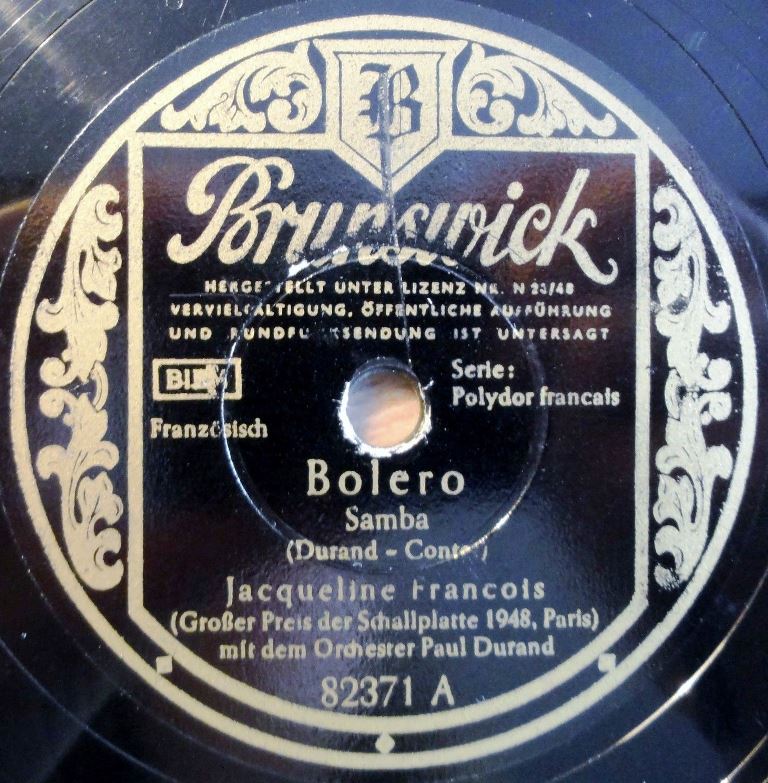 B
Brunswick
HERGESTELLT UNTER LIZENZ NR. N 23/48
VERVIELFÄLTIGUNG, ÖFFENTLICHE AUFFÜHRUNG
UND RUNDFUNKSENDUNG IST UNTERSAGT
BIEM
Serie:
Polydor francais
Französisch
Bolero
Samba
(Durand - Contet)
Jacqueline Francois
(Großer Preis der Schallplatte 1948, Paris)
mit dem Orchester Paul Durand
82371 A